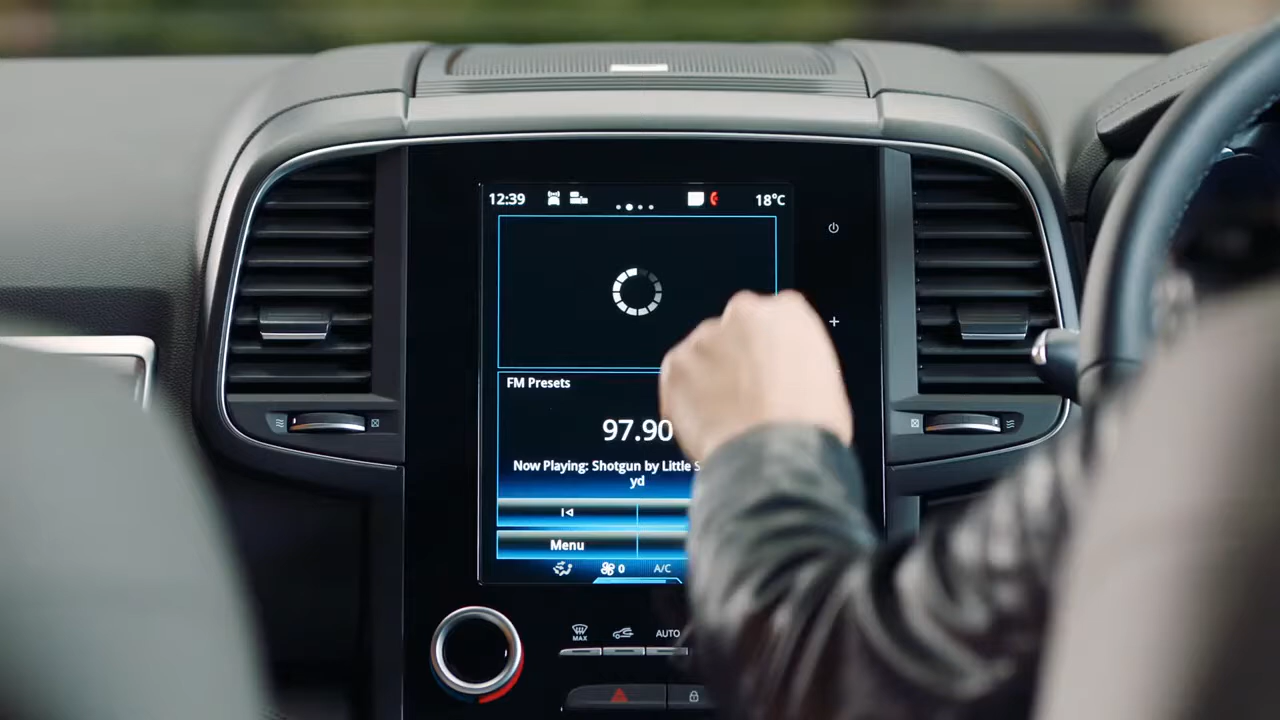 12:39 18°C
FM Presets
97.90
Now Playing: Shotgun by Little
yd
Menu
0 A/C
MAX AUTO